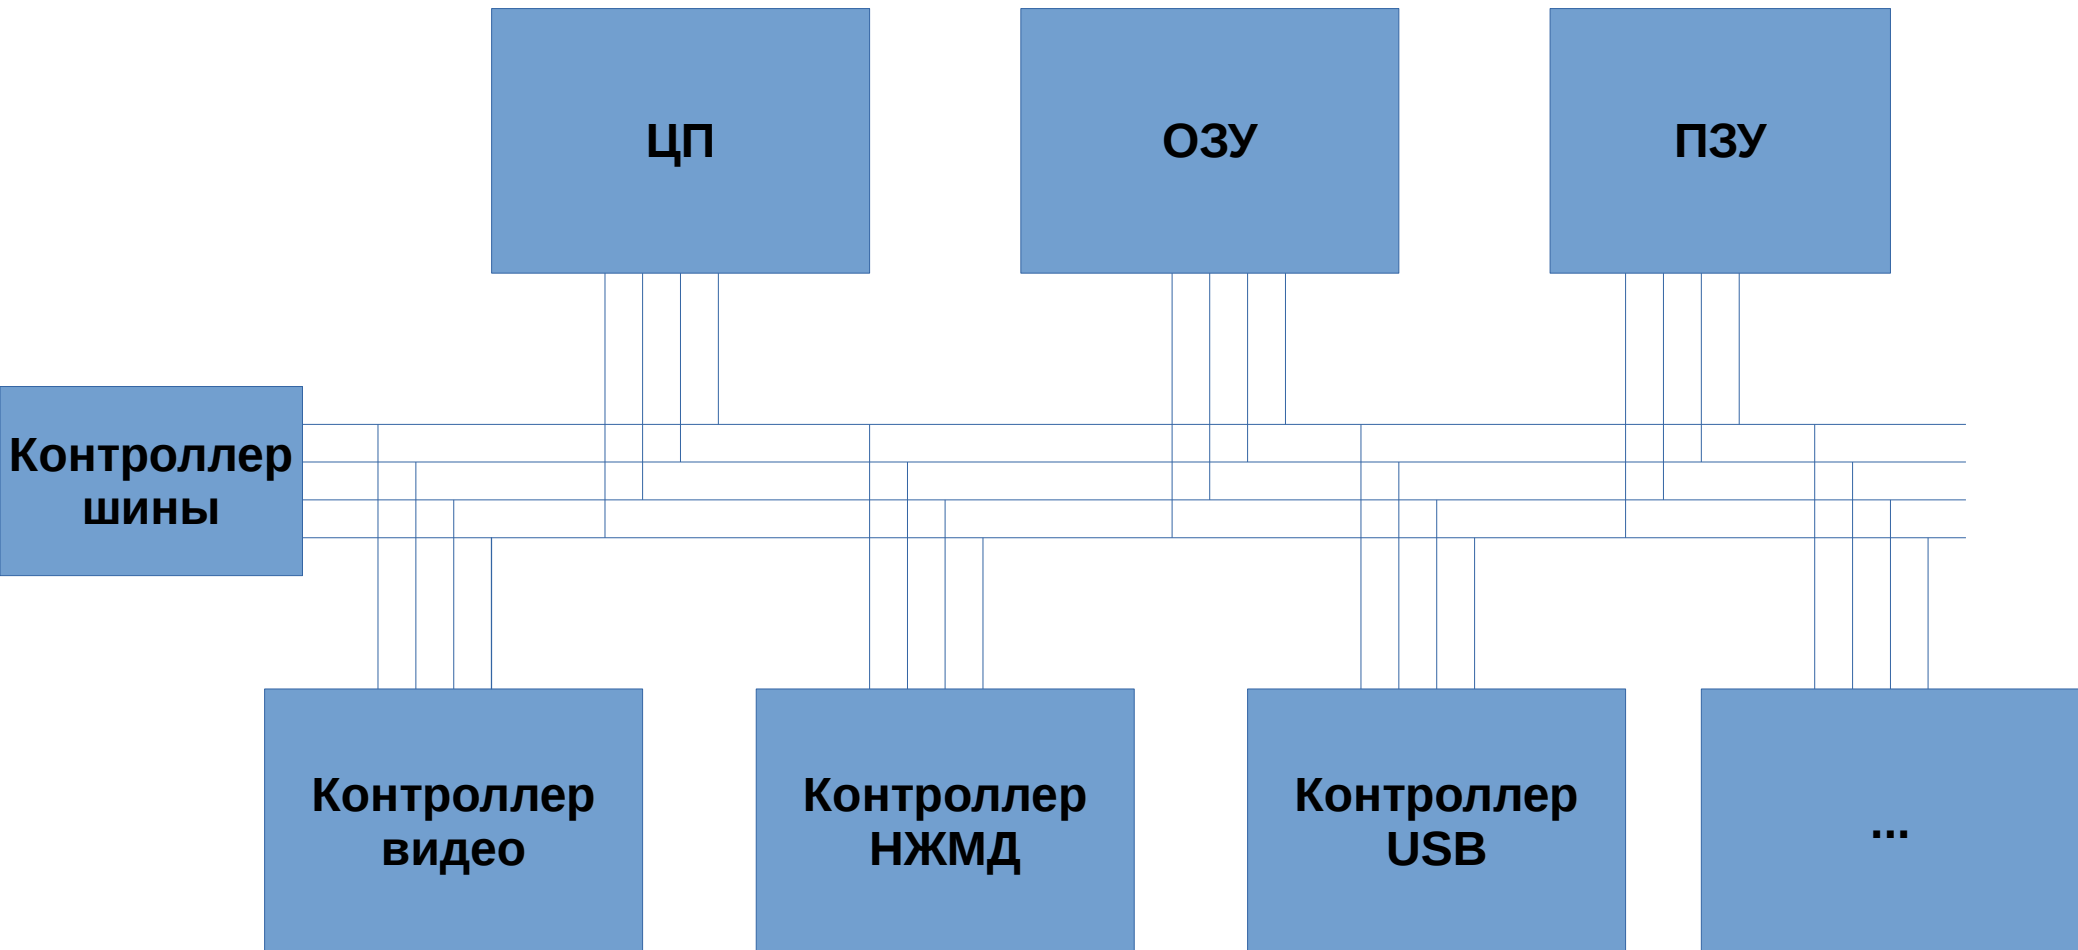 ЦП
ОЗУ
ПЗУ
Контроллер
шины
Контроллер
видео
Контроллер
НЖМД
Контроллер
USB
...